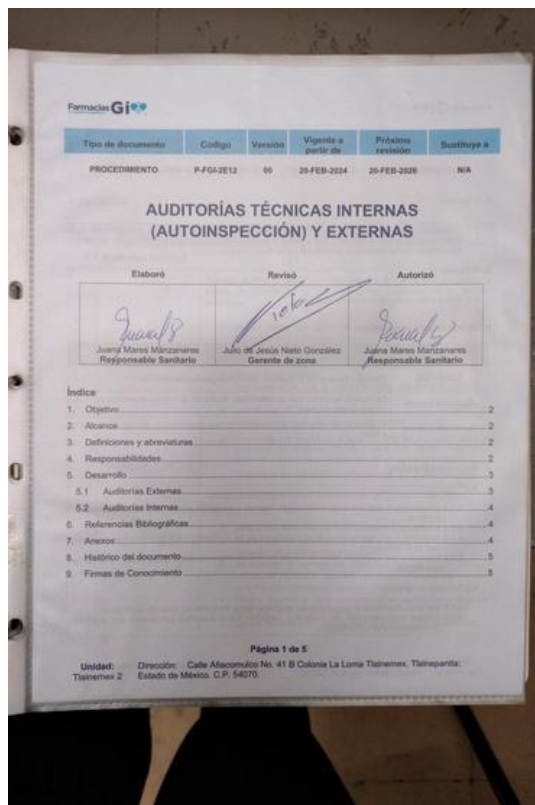 Farmacias Gi
Tipo de documento Código Versión Vigente a partir de Próxima revisión Sustituye a
PROCEDIMIENTO P-FGI-2E12 00 20-FEB-2024 20-FEB-2026 N/A
AUDITORÍAS TÉCNICAS INTERNAS
(AUTOINSPECCIÓN) Y EXTERNAS
Elaboró Revisó Autorizó
Juana Mares Manzanares Julio de Jesús Nieto González Juana Mares Manzanares
Responsable Sanitario Gerente de zona Responsable Sanitario
Índice
1. Objetivo 2
2. Alcance 2
3. Definiciones y abreviaturas 2
4. Responsabilidades 2
5. Desarrollo 3
5.1 Auditorías Externas 3
5.2 Auditorías Internas 4
6. Referencias Bibliográficas 4
7. Anexos 4
8. Histórico del documento 5
9. Firmas de Conocimiento 5
Página 1 de 5
Unidad: Dirección: Calle Atlacomulco No. 41 B Colonia La Loma Tlalnemex, Tlalnepantla;
Tlalnemex 2 Estado de México. C.P. 54070.